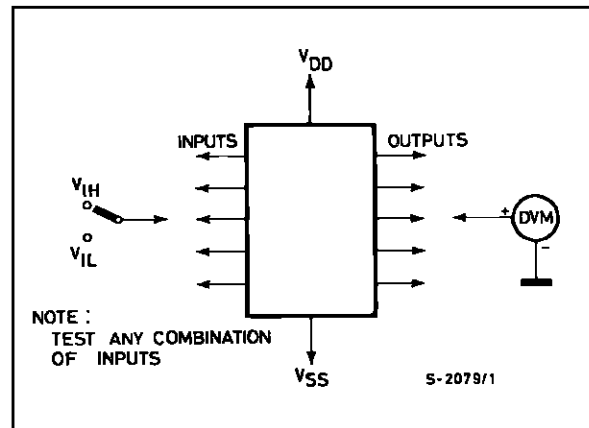 VDD
INPUTS
OUTPUTS
VIH
VIL
+
DVM
-
NOTE :
TEST ANY COMBINATION
OF INPUTS
VSS
S-2079/1